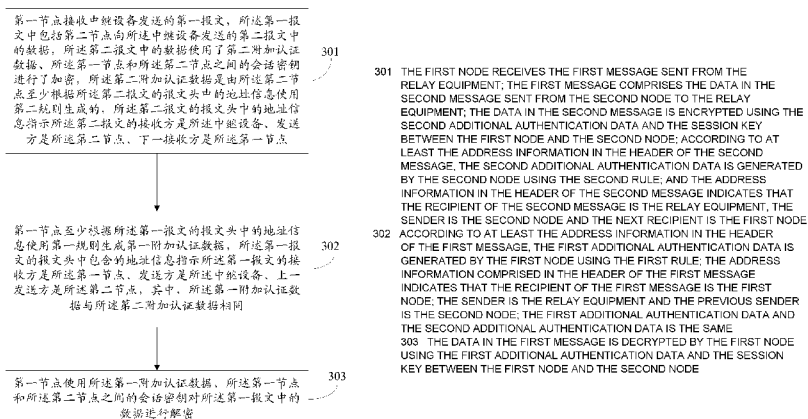 第一节点接收中继设备发送的第一报文，所述第一报
文中包括第二节点向所述中继设备发送的第二报文中
的数据，所述第二报文中的数据使用了第二附加认证
数据、所述第一节点和所述第二节点之间的会话密钥
进行了加密，所述第二附加认证数据是由所述第二节
点至少根据所述第二报文的报文头中的地址信息使用
第二规则生成的，所述第二报文的报文头中的地址信
息指示所述第二报文的接收方是所述中继设备、发送
方是所述第二节点、下一接收方是所述第一节点
301
第一节点至少根据所述第一报文的报文头中的地址信
息使用第一规则生成第一附加认证数据，所述第一报
文的报文头中包含的地址信息指示所述第一报文的接
收方是所述第一节点、发送方是所述中继设备、上一
发送方是所述第二节点，其中，所述第一附加认证数
据与所述第二附加认证数据相同
302
第一节点使用所述第一附加认证数据、所述第一节点
和所述第二节点之间的会话密钥对所述第一报文中的
数据进行解密
303
301 THE FIRST NODE RECEIVES THE FIRST MESSAGE SENT FROM THE
RELAY EQUIPMENT; THE FIRST MESSAGE COMPRISES THE DATA IN THE
SECOND MESSAGE SENT FROM THE SECOND NODE TO THE RELAY
EQUIPMENT; THE DATA IN THE SECOND MESSAGE IS ENCRYPTED USING THE
SECOND ADDITIONAL AUTHENTICATION DATA AND THE SESSION KEY
BETWEEN THE FIRST NODE AND THE SECOND NODE; ACCORDING TO AT
LEAST THE ADDRESS INFORMATION IN THE HEADER OF THE SECOND
MESSAGE, THE SECOND ADDITIONAL AUTHENTICATION DATA IS GENERATED
BY THE SECOND NODE USING THE SECOND RULE; AND THE ADDRESS
INFORMATION IN THE HEADER OF THE SECOND MESSAGE INDICATES THAT
THE RECIPIENT OF THE SECOND MESSAGE IS THE RELAY EQUIPMENT, THE
SENDER IS THE SECOND NODE AND THE NEXT RECIPIENT IS THE FIRST NODE
302 ACCORDING TO AT LEAST THE ADDRESS INFORMATION IN THE HEADER
OF THE FIRST MESSAGE, THE FIRST ADDITIONAL AUTHENTICATION DATA IS
GENERATED BY THE FIRST NODE USING THE FIRST RULE; THE ADDRESS
INFORMATION COMPRISED IN THE HEADER OF THE FIRST MESSAGE
INDICATES THAT THE RECIPIENT OF THE FIRST MESSAGE IS THE FIRST
NODE; THE SENDER IS THE RELAY EQUIPMENT AND THE PREVIOUS SENDER
IS THE SECOND NODE; THE FIRST ADDITIONAL AUTHENTICATION DATA AND
THE SECOND ADDITIONAL AUTHENTICATION DATA IS THE SAME
303 THE DATA IN THE FIRST MESSAGE IS DECRYPTED BY THE FIRST NODE
USING THE FIRST ADDITIONAL AUTHENTICATION DATA AND THE SESSION
KEY BETWEEN THE FIRST NODE AND THE SECOND NODE